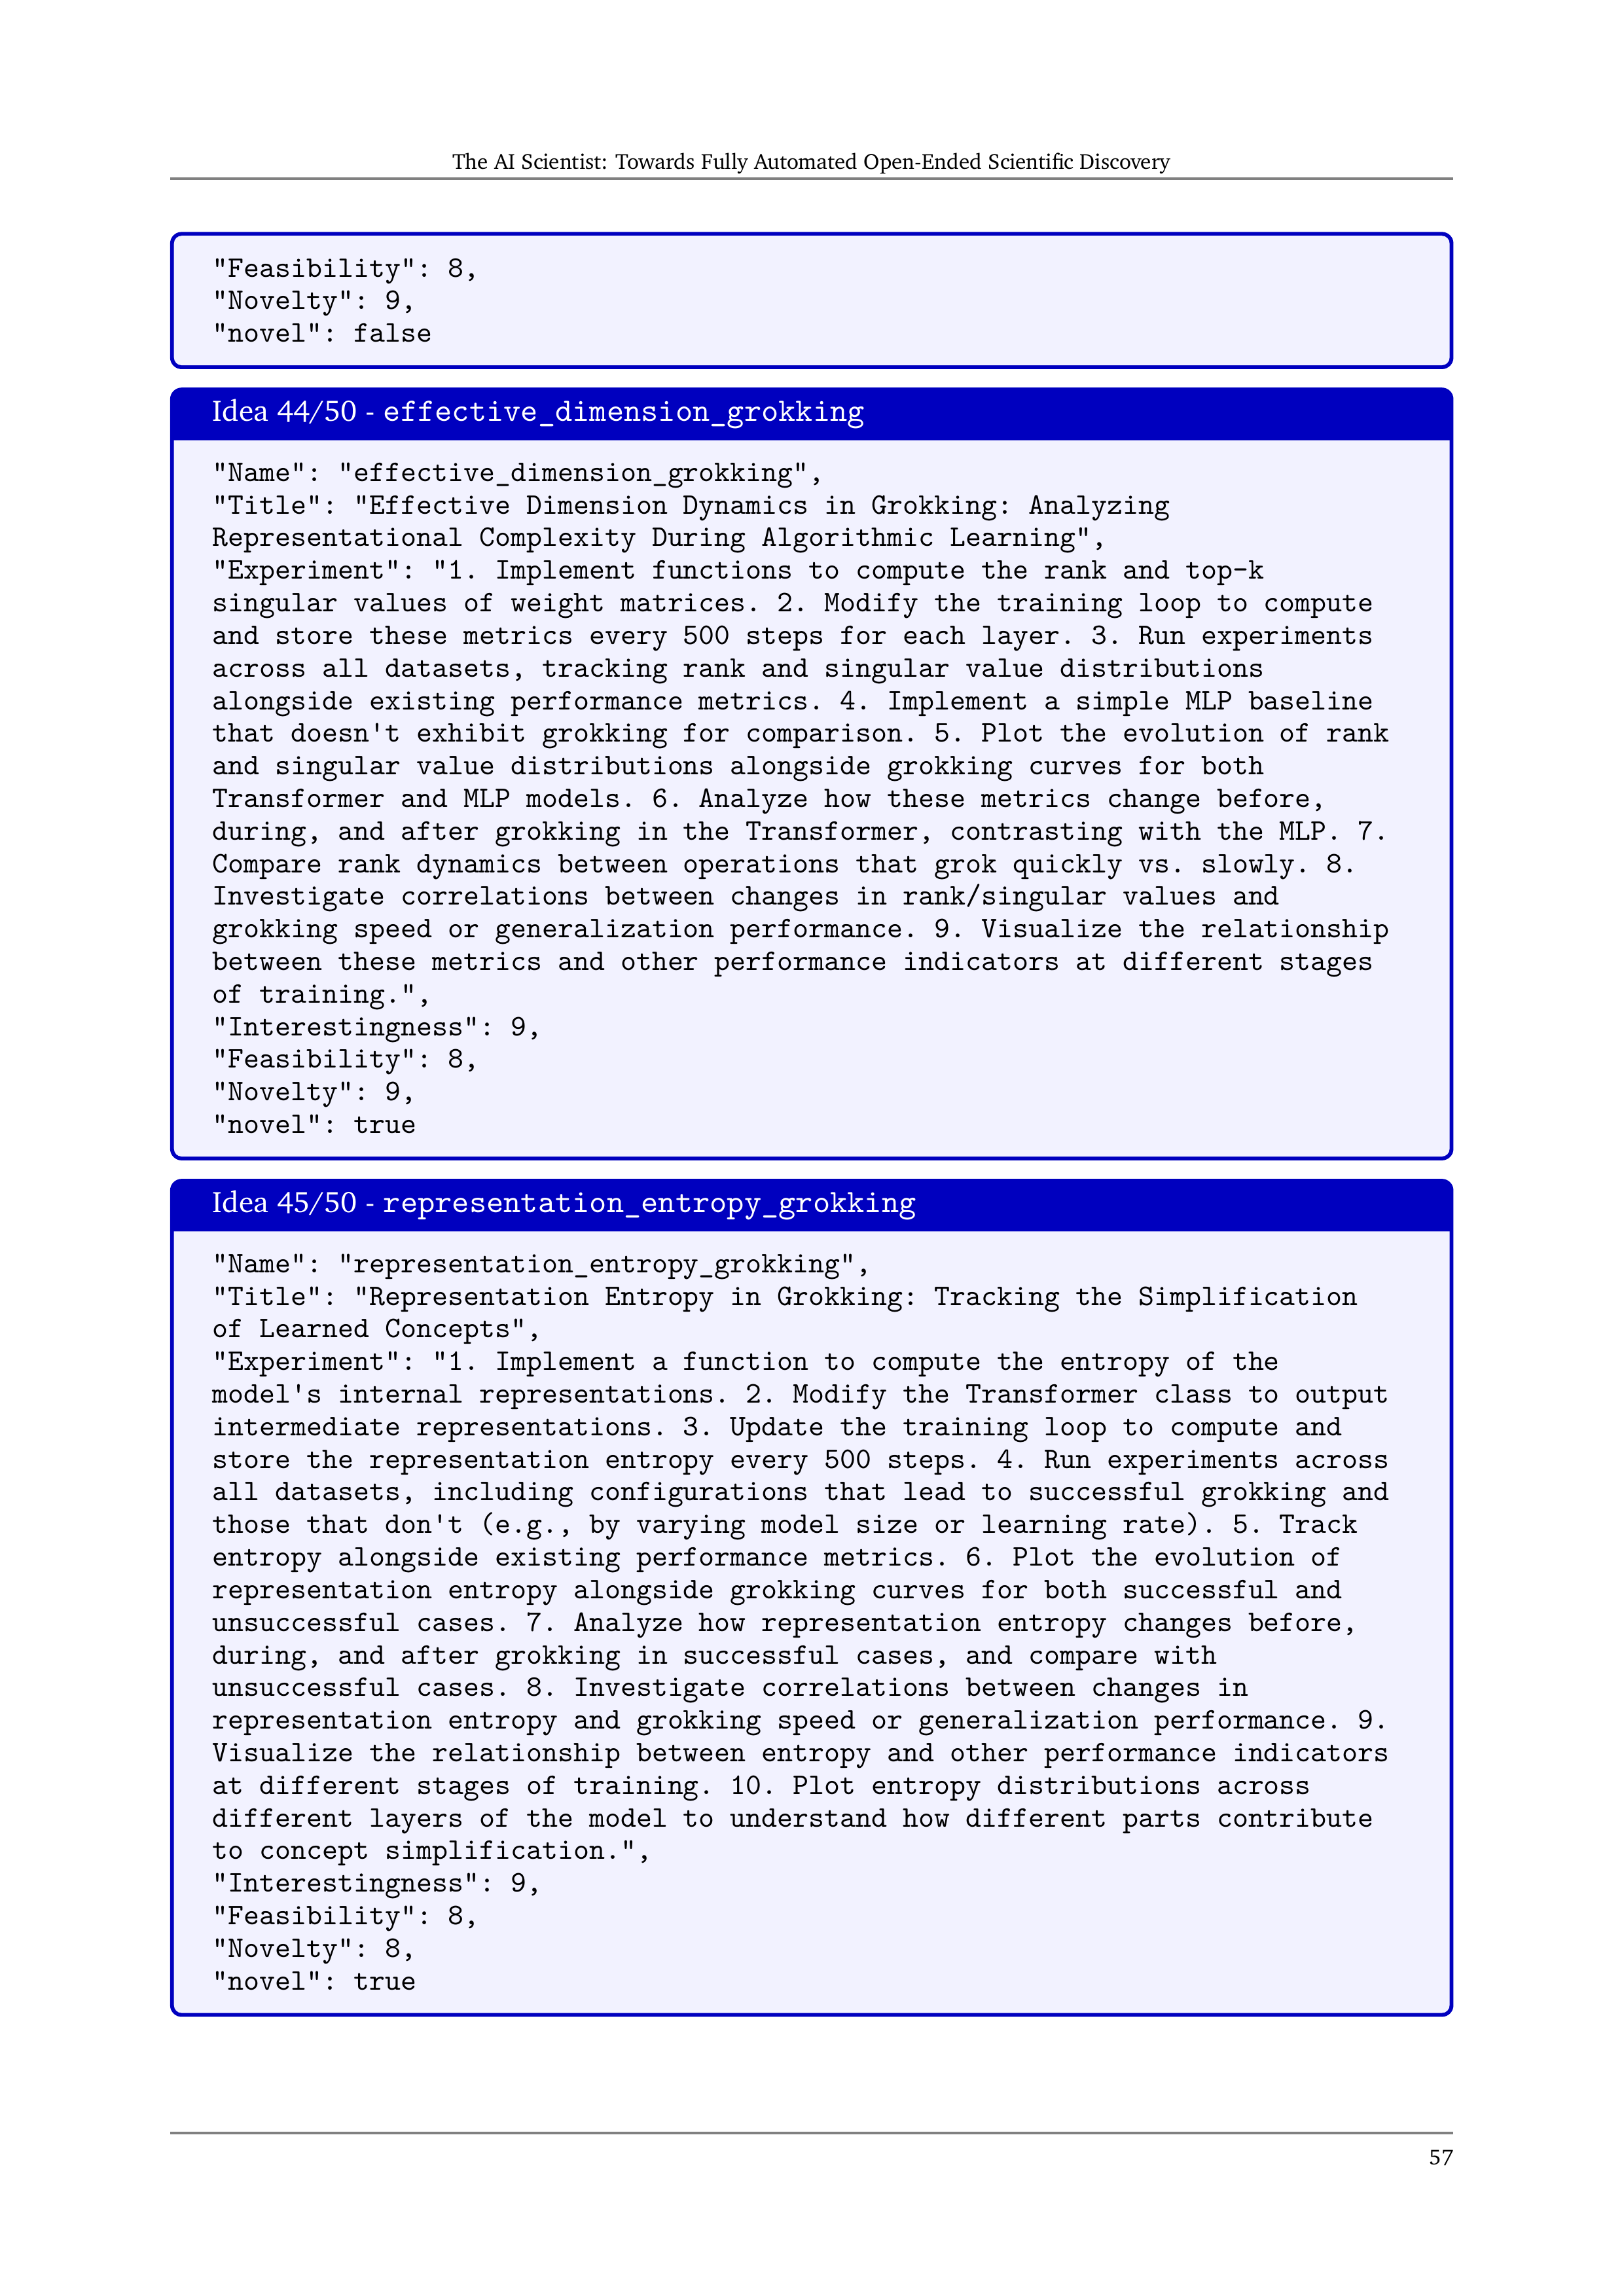 The AI Scientist: Towards Fully Automated Open-Ended Scientific Discovery
"Feasibility": 8,
"Novelty": 9,
"novel": false
Idea 44/50 - effective_dimension_grokking
"Name": "effective_dimension_grokking",
"Title": "Effective Dimension Dynamics in Grokking: Analyzing
Representational Complexity During Algorithmic Learning",
"Experiment": "1. Implement functions to compute the rank and top-k
singular values of weight matrices. 2. Modify the training loop to compute
and store these metrics every 500 steps for each layer. 3. Run experiments
across all datasets, tracking rank and singular value distributions
alongside existing performance metrics. 4. Implement a simple MLP baseline
that doesn't exhibit grokking for comparison. 5. Plot the evolution of rank
and singular value distributions alongside grokking curves for both
Transformer and MLP models. 6. Analyze how these metrics change before,
during, and after grokking in the Transformer, contrasting with the MLP. 7.
Compare rank dynamics between operations that grok quickly vs. slowly. 8.
Investigate correlations between changes in rank/singular values and
grokking speed or generalization performance. 9. Visualize the relationship
between these metrics and other performance indicators at different stages
of training.",
"Interestingness": 9,
"Feasibility": 8,
"Novelty": 9,
"novel": true
Idea 45/50 - representation_entropy_grokking
"Name": "representation_entropy_grokking",
"Title": "Representation Entropy in Grokking: Tracking the Simplification
of Learned Concepts",
"Experiment": "1. Implement a function to compute the entropy of the
model's internal representations. 2. Modify the Transformer class to output
intermediate representations. 3. Update the training loop to compute and
store the representation entropy every 500 steps. 4. Run experiments across
all datasets, including configurations that lead to successful grokking and
those that don't (e.g., by varying model size or learning rate). 5. Track
entropy alongside existing performance metrics. 6. Plot the evolution of
representation entropy alongside grokking curves for both successful and
unsuccessful cases. 7. Analyze how representation entropy changes before,
during, and after grokking in successful cases, and compare with
unsuccessful cases. 8. Investigate correlations between changes in
representation entropy and grokking speed or generalization performance. 9.
Visualize the relationship between entropy and other performance indicators
at different stages of training. 10. Plot entropy distributions across
different layers of the model to understand how different parts contribute
to concept simplification.",
"Interestingness": 9,
"Feasibility": 8,
"Novelty": 8,
"novel": true
57